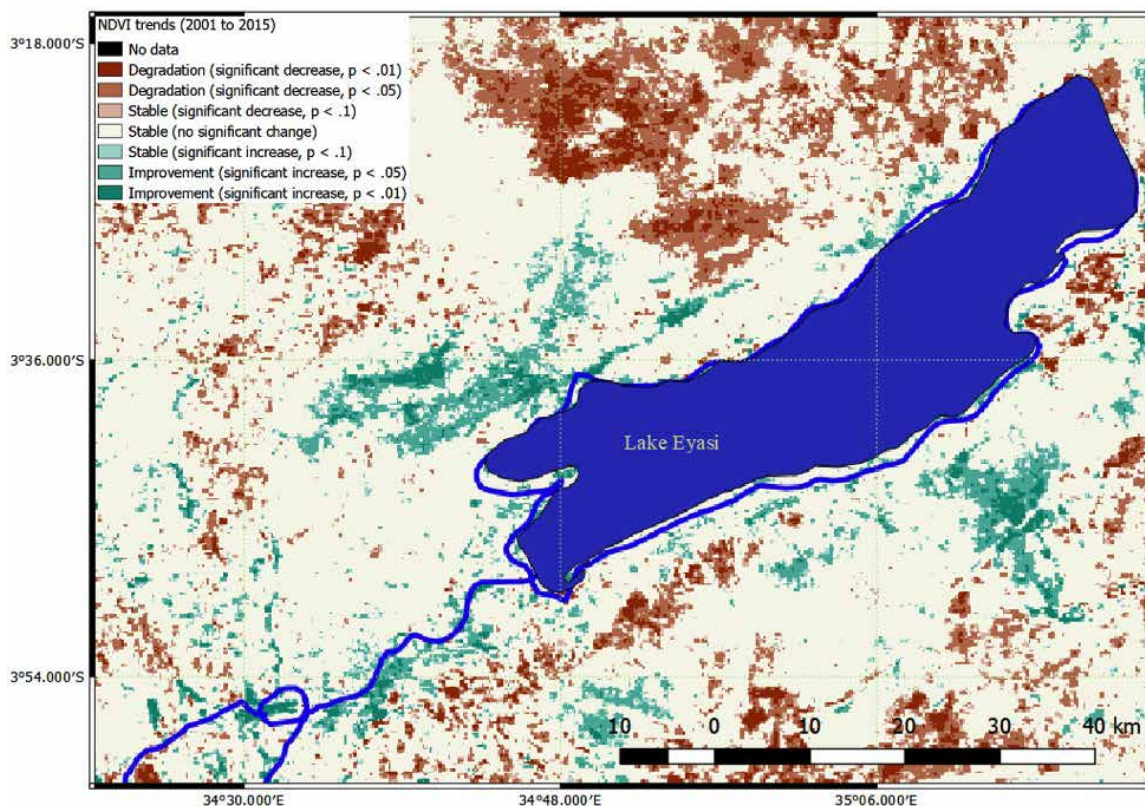 NDVI trends (2001 to 2015)
No data
Degradation (significant decrease, p < .01)
Degradation (significant decrease, p < .05)
Stable (significant decrease, p < .1)
Stable (no significant change)
Stable (significant increase, p < .1)
Improvement (significant increase, p < .05)
Improvement (significant increase, p < .01)
3°18.000'S
3°36.000'S
Lake Eyasi
3°54.000'S
10 0 10 20 30 40 km
34°30.000'E 34°48.000'E 35°06.000'E